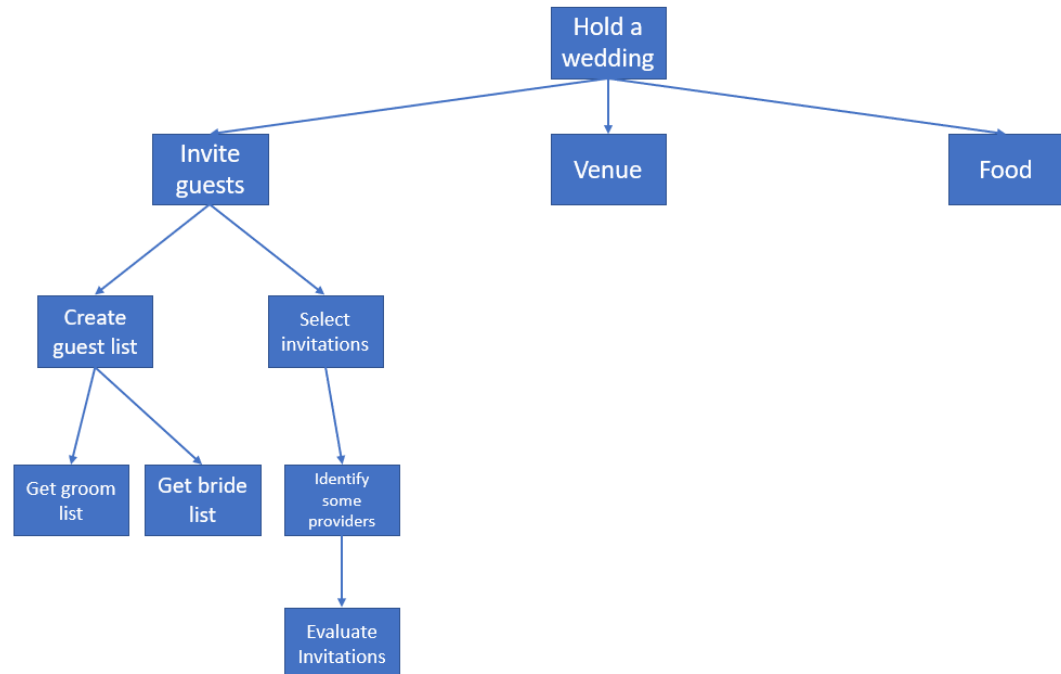 Hold a
wedding
Invite
guests
Venue
Food
Create
guest list
Select
invitations
Get groom
list
Get bride
list
Identify
some
providers
Evaluate
Invitations